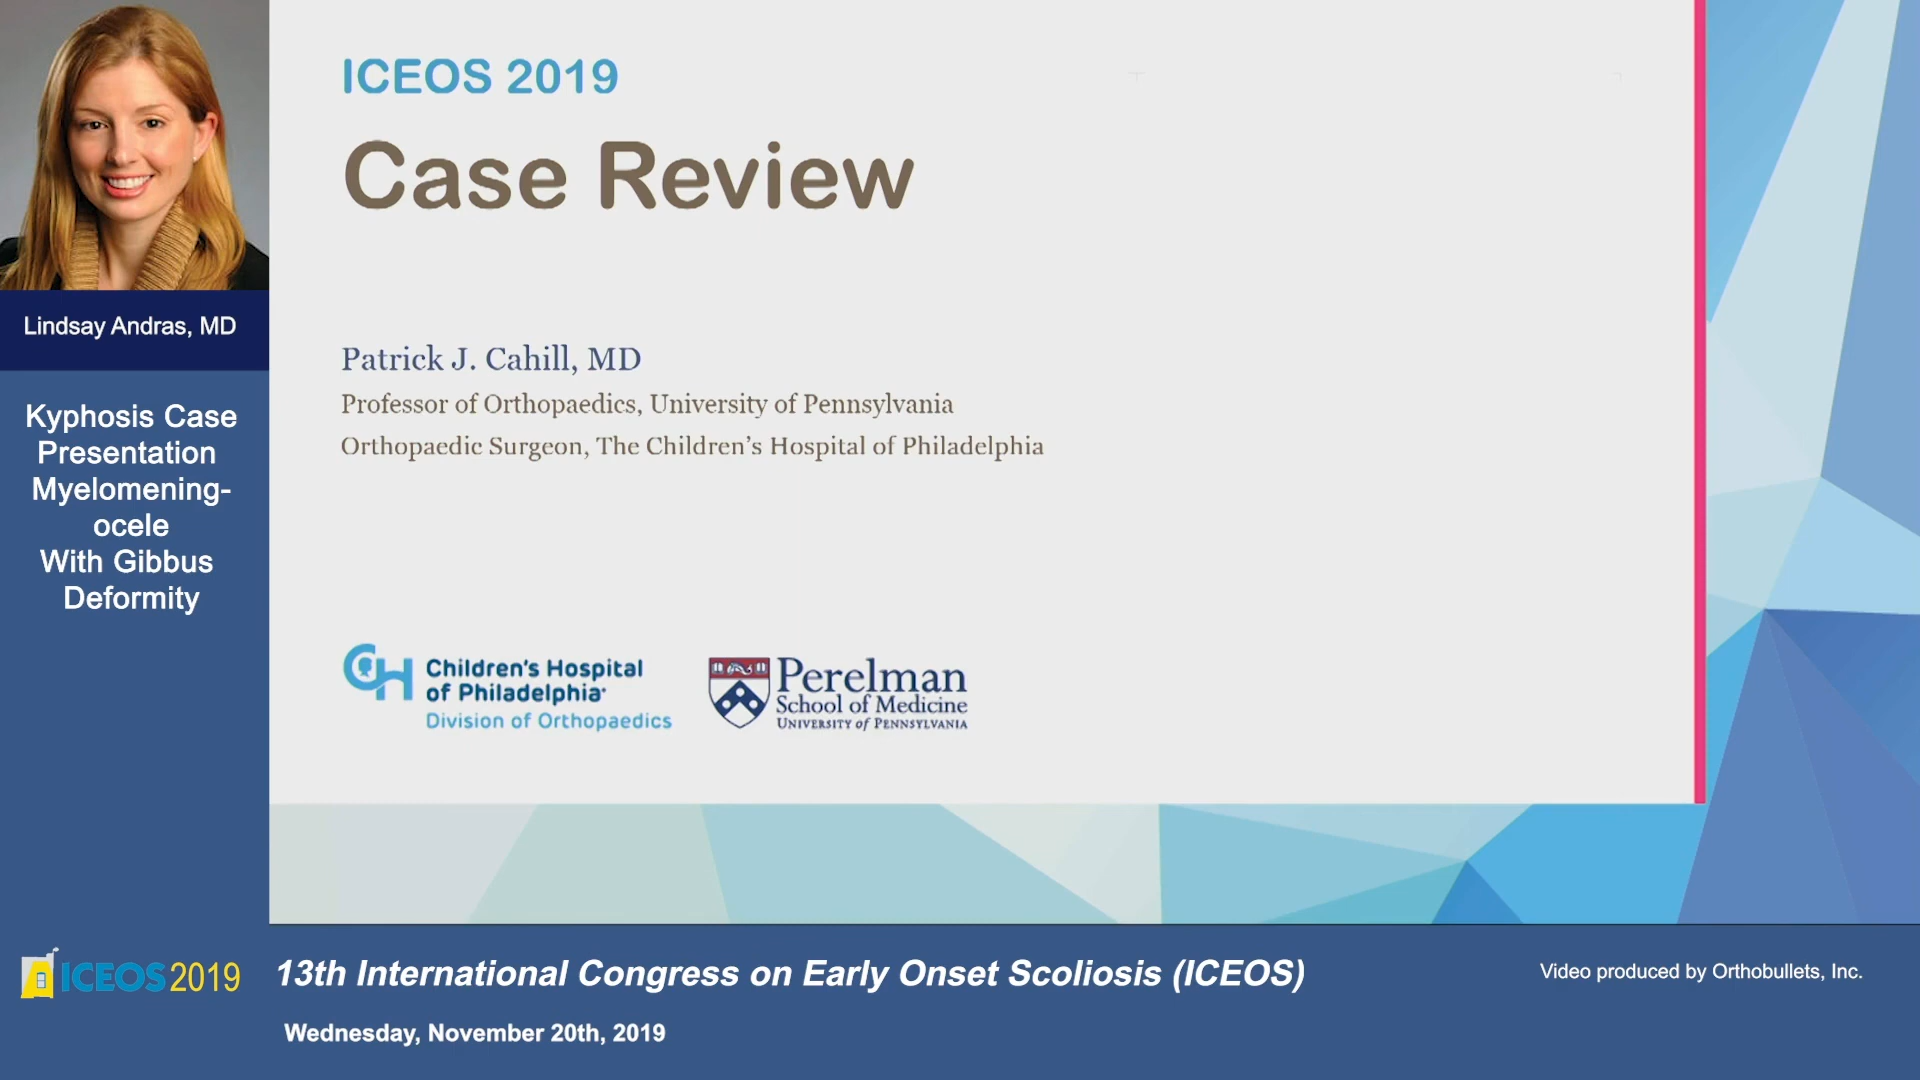 Lindsay Andras, MD
Kyphosis Case
Presentation
Myelomening-
ocele
With Gibbus
Deformity
ICEOS 2019
Case Review
Patrick J. Cahill, MD
Professor of Orthopaedics, University of Pennsylvania
Orthopaedic Surgeon, The Children's Hospital of Philadelphia
CH
Children's Hospital
of Philadelphia
Division of Orthopaedics
Perelman
School of Medicine
UNIVERSITY of PENNSYLVANIA
ICEOS 2019
13th International Congress on Early Onset Scoliosis (ICEOS)
Wednesday, November 20th, 2019
Video produced by Orthobullets, Inc.